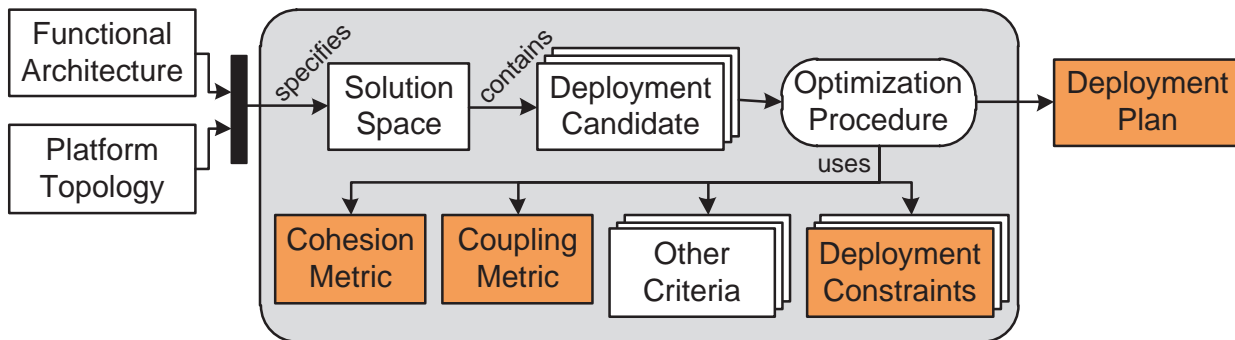 Functional
Architecture
Platform
Topology
specifies
Solution
Space
contains
Deployment
Candidate
Optimization
Procedure
Deployment
Plan
uses
Cohesion
Metric
Coupling
Metric
Other
Criteria
Deployment
Constraints